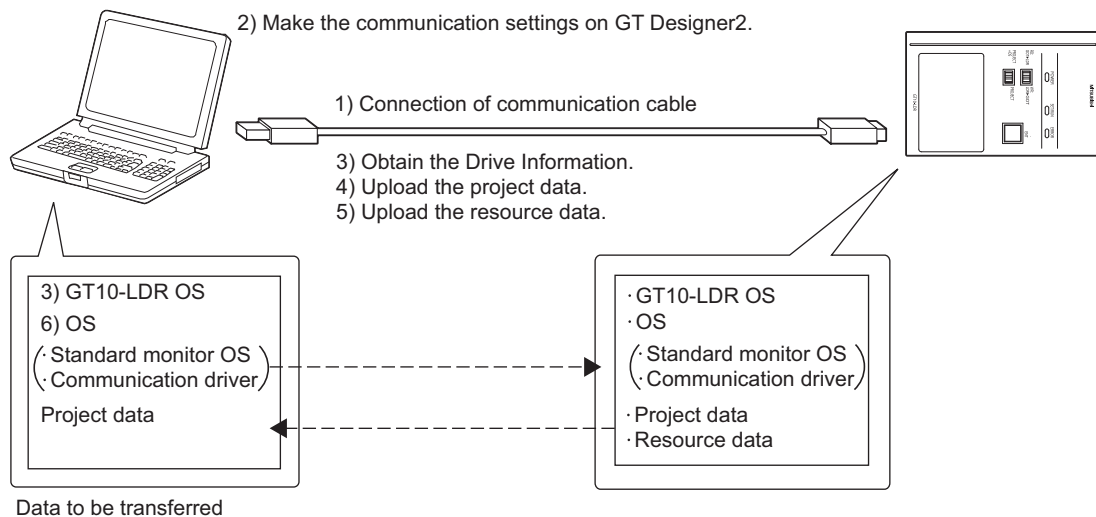 2) Make the communication settings on GT Designer2.
1) Connection of communication cable
3) Obtain the Drive Information.
4) Upload the project data.
5) Upload the resource data.
3) GT10-LDR OS
6) OS
·Standard monitor OS
·Communication driver
Project data
·GT10-LDR OS
·OS
·Standard monitor OS
·Communication driver
·Project data
·Resource data
Data to be transferred